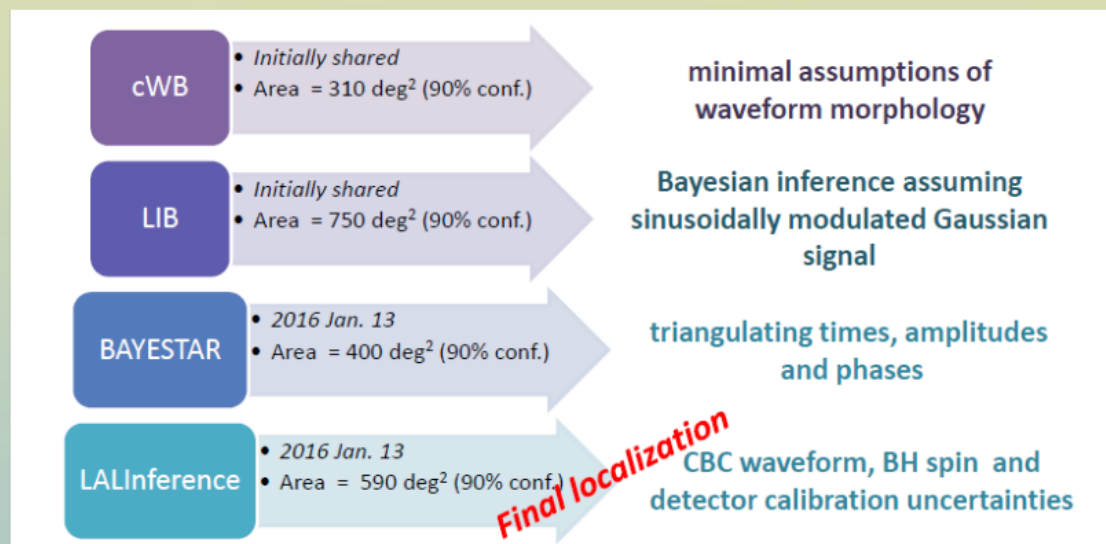 cWB
• Initially shared
• Area = 310 deg² (90% conf.)
minimal assumptions of
waveform morphology
LIB
• Initially shared
• Area = 750 deg² (90% conf.)
Bayesian inference assuming
sinusoidally modulated Gaussian
signal
BAYESTAR
• 2016 Jan. 13
• Area = 400 deg² (90% conf.)
triangulating times, amplitudes
and phases
LALInference
• 2016 Jan. 13
• Area = 590 deg² (90% conf.)
Final localization
CBC waveform, BH spin and
detector calibration uncertainties